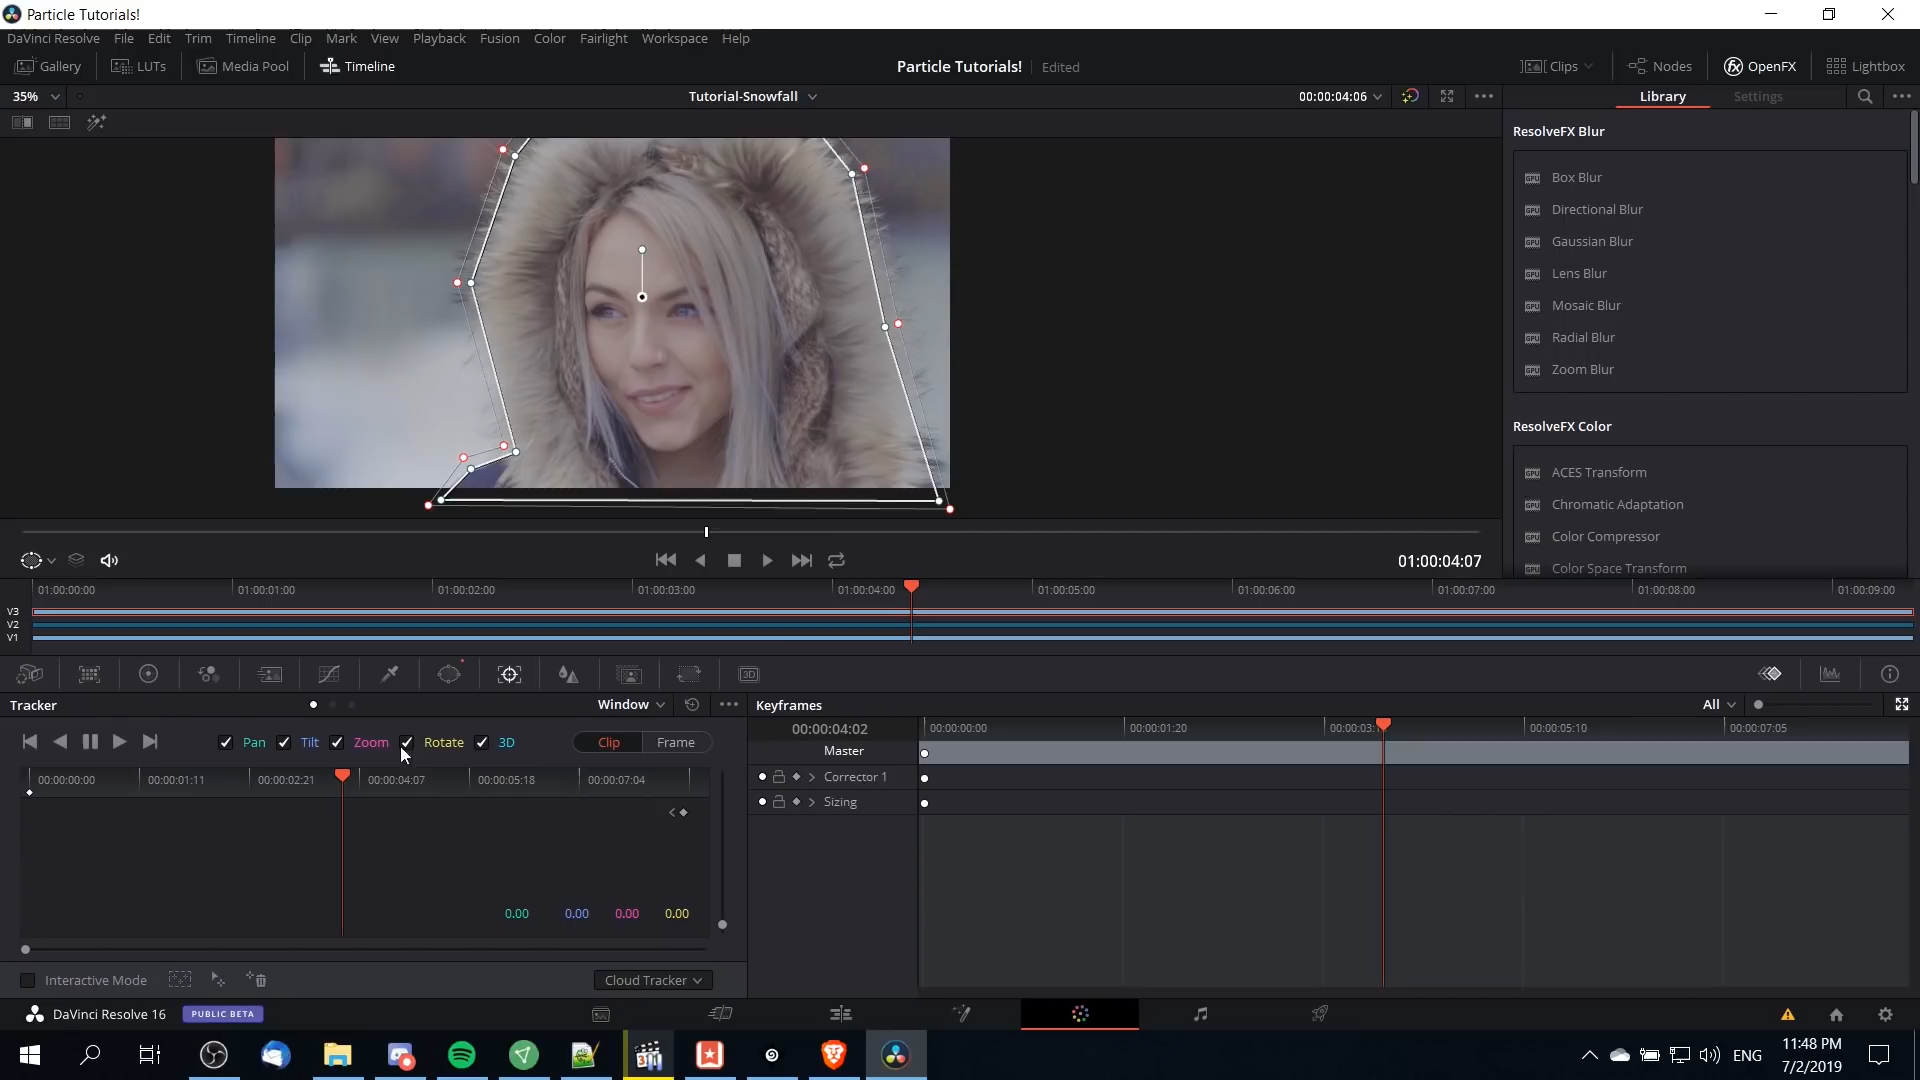 Particle Tutorials!
DaVinci Resolve File Edit Trim Timeline Clip Mark View Playback Fusion Color Fairlight Workspace Help
Gallery LUTs Media Pool Timeline Particle Tutorials! Edited Clips Nodes OpenFX Lightbox
35% Tutorial-Snowfall 00:00:04:06 Library Settings
ResolveFX Blur
Box Blur
Directional Blur
Gaussian Blur
Lens Blur
Mosaic Blur
Radial Blur
Zoom Blur
ResolveFX Color
ACES Transform
Chromatic Adaptation
Color Compressor
Color Space Transform
01:00:04:07
01:00:00:00 01:00:01:00 01:00:02:00 01:00:03:00 01:00:04:00 01:00:05:00 01:00:06:00 01:00:07:00 01:00:08:00 01:00:09:00
V3
V2
V1
3D
Tracker Window Keyframes All
Pan Tilt Zoom Rotate 3D Clip Frame
00:00:00:00 00:00:01:11 00:00:02:21 00:00:04:07 00:00:05:18 00:00:07:04
0.00 0.00 0.00 0.00
Interactive Mode Cloud Tracker
00:00:04:02 00:00:00:00 00:00:01:20 00:00:05:10 00:00:07:05
Master
Corrector 1
Sizing
DaVinci Resolve 16 PUBLIC BETA
ENG 11:48 PM
7/2/2019